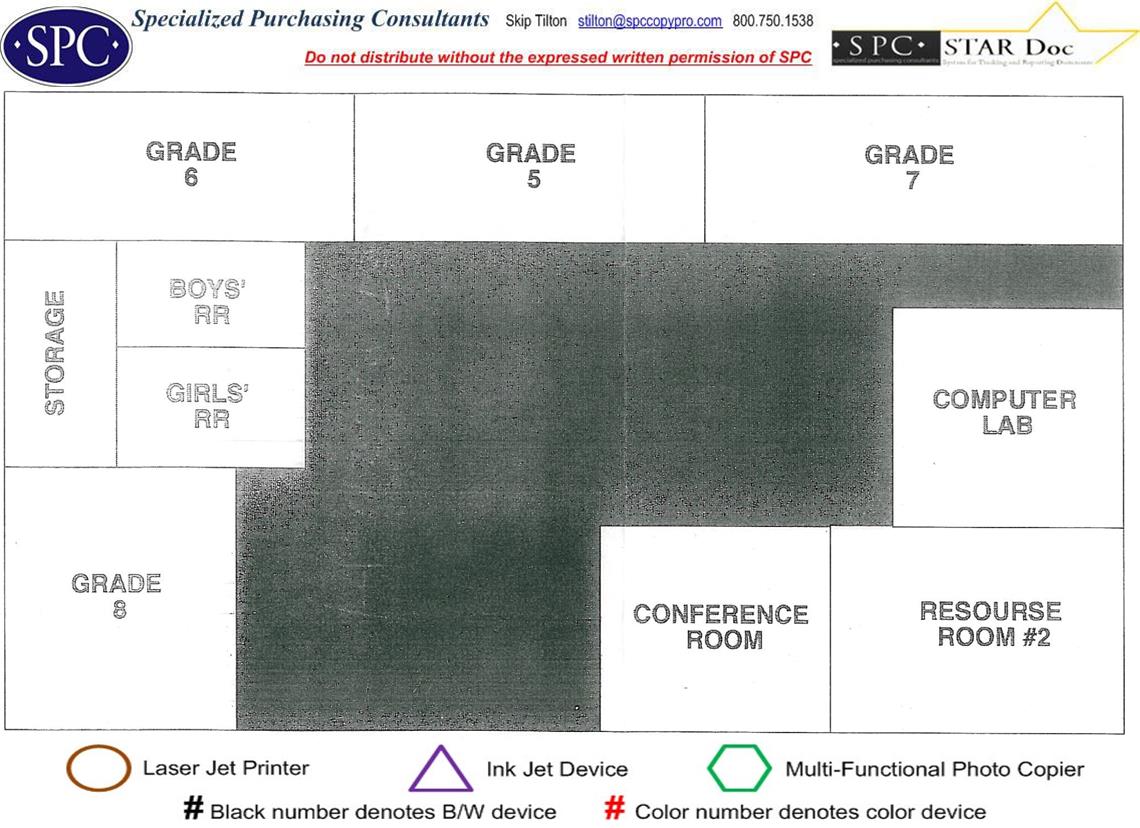 SPC Specialized Purchasing Consultants Skip Tilton stilton@spccopypro.com 800.750.1538
Do not distribute without the expressed written permission of SPC
• S P C • STAR Doc
specialized purchasing consultants System for Tracking and Reporting Documents
GRADE
6
GRADE
5
GRADE
7
STORAGE
BOYS'
RR
GIRLS'
RR
COMPUTER
LAB
GRADE
8
CONFERENCE
ROOM
RESOURSE
ROOM #2
Laser Jet Printer
Ink Jet Device
Multi-Functional Photo Copier
# Black number denotes B/W device
# Color number denotes color device